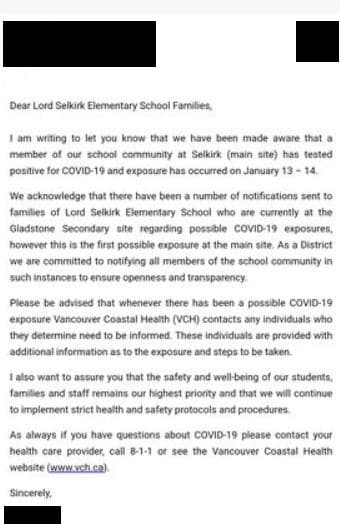 Dear Lord Selkirk Elementary School Families,
I am writing to let you know that we have been made aware that a
member of our school community at Selkirk (main site) has tested
positive for COVID-19 and exposure has occurred on January 13 – 14.
We acknowledge that there have been a number of notifications sent to
families of Lord Selkirk Elementary School who are currently at the
Gladstone Secondary site regarding possible COVID-19 exposures,
however this is the first possible exposure at the main site. As a District
we are committed to notifying all members of the school community in
such instances to ensure openness and transparency.
Please be advised that whenever there has been a possible COVID-19
exposure Vancouver Coastal Health (VCH) contacts any individuals who
they determine need to be informed. These individuals are provided with
additional information as to the exposure and steps to be taken.
I also want to assure you that the safety and well-being of our students,
families and staff remains our highest priority and that we will continue
to implement strict health and safety protocols and procedures.
As always if you have questions about COVID-19 please contact your
health care provider, call 8-1-1 or see the Vancouver Coastal Health
website (www.vch.ca).
Sincerely,